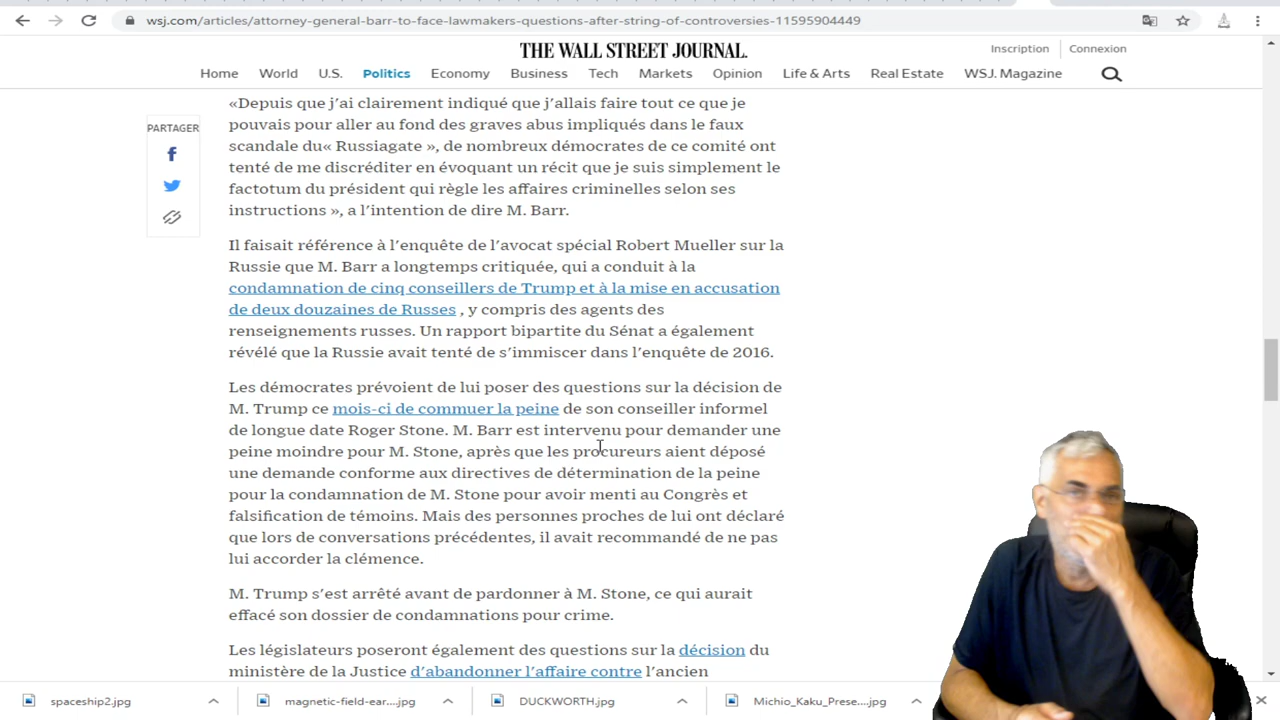 wsj.com/articles/attorney-general-barr-to-face-lawmakers-questions-after-string-of-controversies-11595904449
THE WALL STREET JOURNAL.
Inscription
Connexion
Home World U.S. Politics Economy Business Tech Markets Opinion Life & Arts Real Estate WSJ. Magazine
PARTAGER
«Depuis que j'ai clairement indiqué que j'allais faire tout ce que je
pouvais pour aller au fond des graves abus impliqués dans le faux
scandale du« Russiagate », de nombreux démocrates de ce comité ont
tenté de me discréditer en évoquant un récit que je suis simplement le
factotum du président qui règle les affaires criminelles selon ses
instructions », a l'intention de dire M. Barr.
Il faisait référence à l'enquête de l'avocat spécial Robert Mueller sur la
Russie que M. Barr a longtemps critiquée, qui a conduit à la
condamnation de cinq conseillers de Trump et à la mise en accusation
de deux douzaines de Russes , y compris des agents des
renseignements russes. Un rapport bipartite du Sénat a également
révélé que la Russie avait tenté de s'immiscer dans l'enquête de 2016.
Les démocrates prévoient de lui poser des questions sur la décision de
M. Trump ce mois-ci de commuer la peine de son conseiller informel
de longue date Roger Stone. M. Barr est intervenu pour demander une
peine moindre pour M. Stone, après que les procureurs aient déposé
une demande conforme aux directives de détermination de la peine
pour la condamnation de M. Stone pour avoir menti au Congrès et
falsification de témoins. Mais des personnes proches de lui ont déclaré
que lors de conversations précédentes, il avait recommandé de ne pas
lui accorder la clémence.
M. Trump s'est arrêté avant de pardonner à M. Stone, ce qui aurait
effacé son dossier de condamnations pour crime.
Les législateurs poseront également des questions sur la décision du
ministère de la Justice d'abandonner l'affaire contre l'ancien
spaceship2.jpg
magnetic-field-ear....jpg
DUCKWORTH.jpg
Michio_Kaku_Prese....jpg